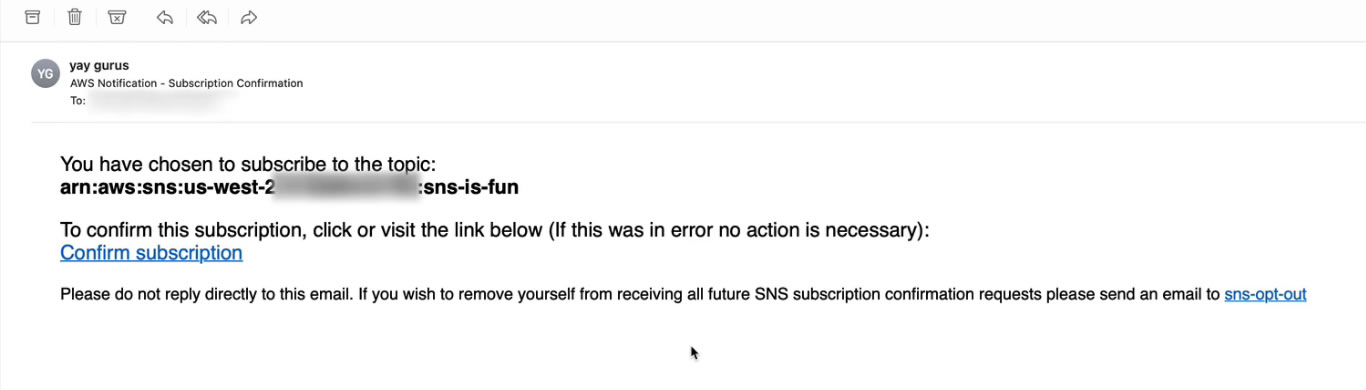 YG
yay gurus
AWS Notification - Subscription Confirmation
To:
You have chosen to subscribe to the topic:
arn:aws:sns:us-west-2 :sns-is-fun
To confirm this subscription, click or visit the link below (If this was in error no action is necessary):
Confirm subscription
Please do not reply directly to this email. If you wish to remove yourself from receiving all future SNS subscription confirmation requests please send an email to sns-opt-out